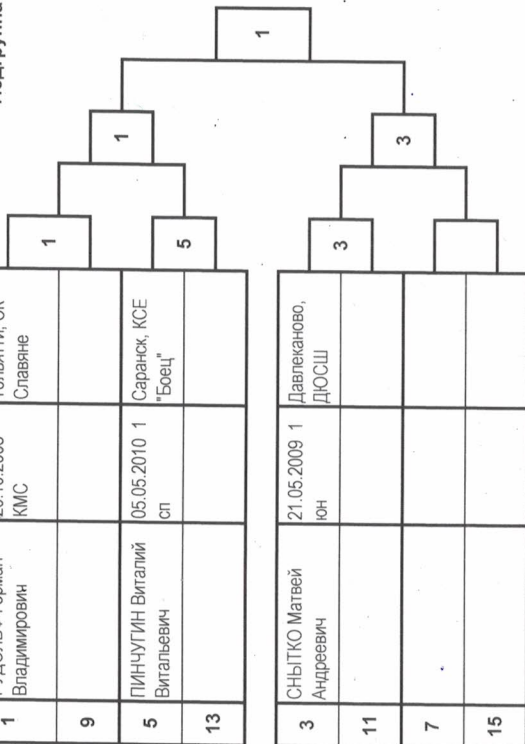 1
Владимирович
КМС
Славяне
9
5
ПИНЧУГИН Виталий
Витальевич
05.05.2010 1
сп
Саранск, КСЕ
"Боец"
13
3
СНЫТКО Матвей
Андреевич
21.05.2009 1
юн
Давлеканово,
ДЮСШ
11
7
15
1
5
3
1
3
1